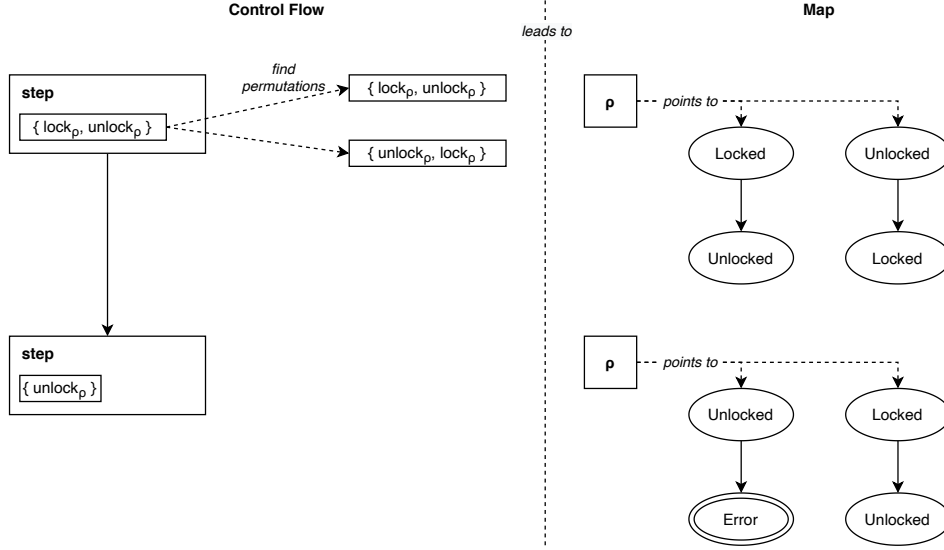 Control Flow
leads to
Map
step
{ lockρ, unlockρ }
find
permutations
{ lockρ, unlockρ }
{ unlockρ, lockρ }
ρ
points to
Locked
Unlocked
Unlocked
Locked
step
{ unlockρ }
ρ
points to
Unlocked
Locked
Error
Unlocked